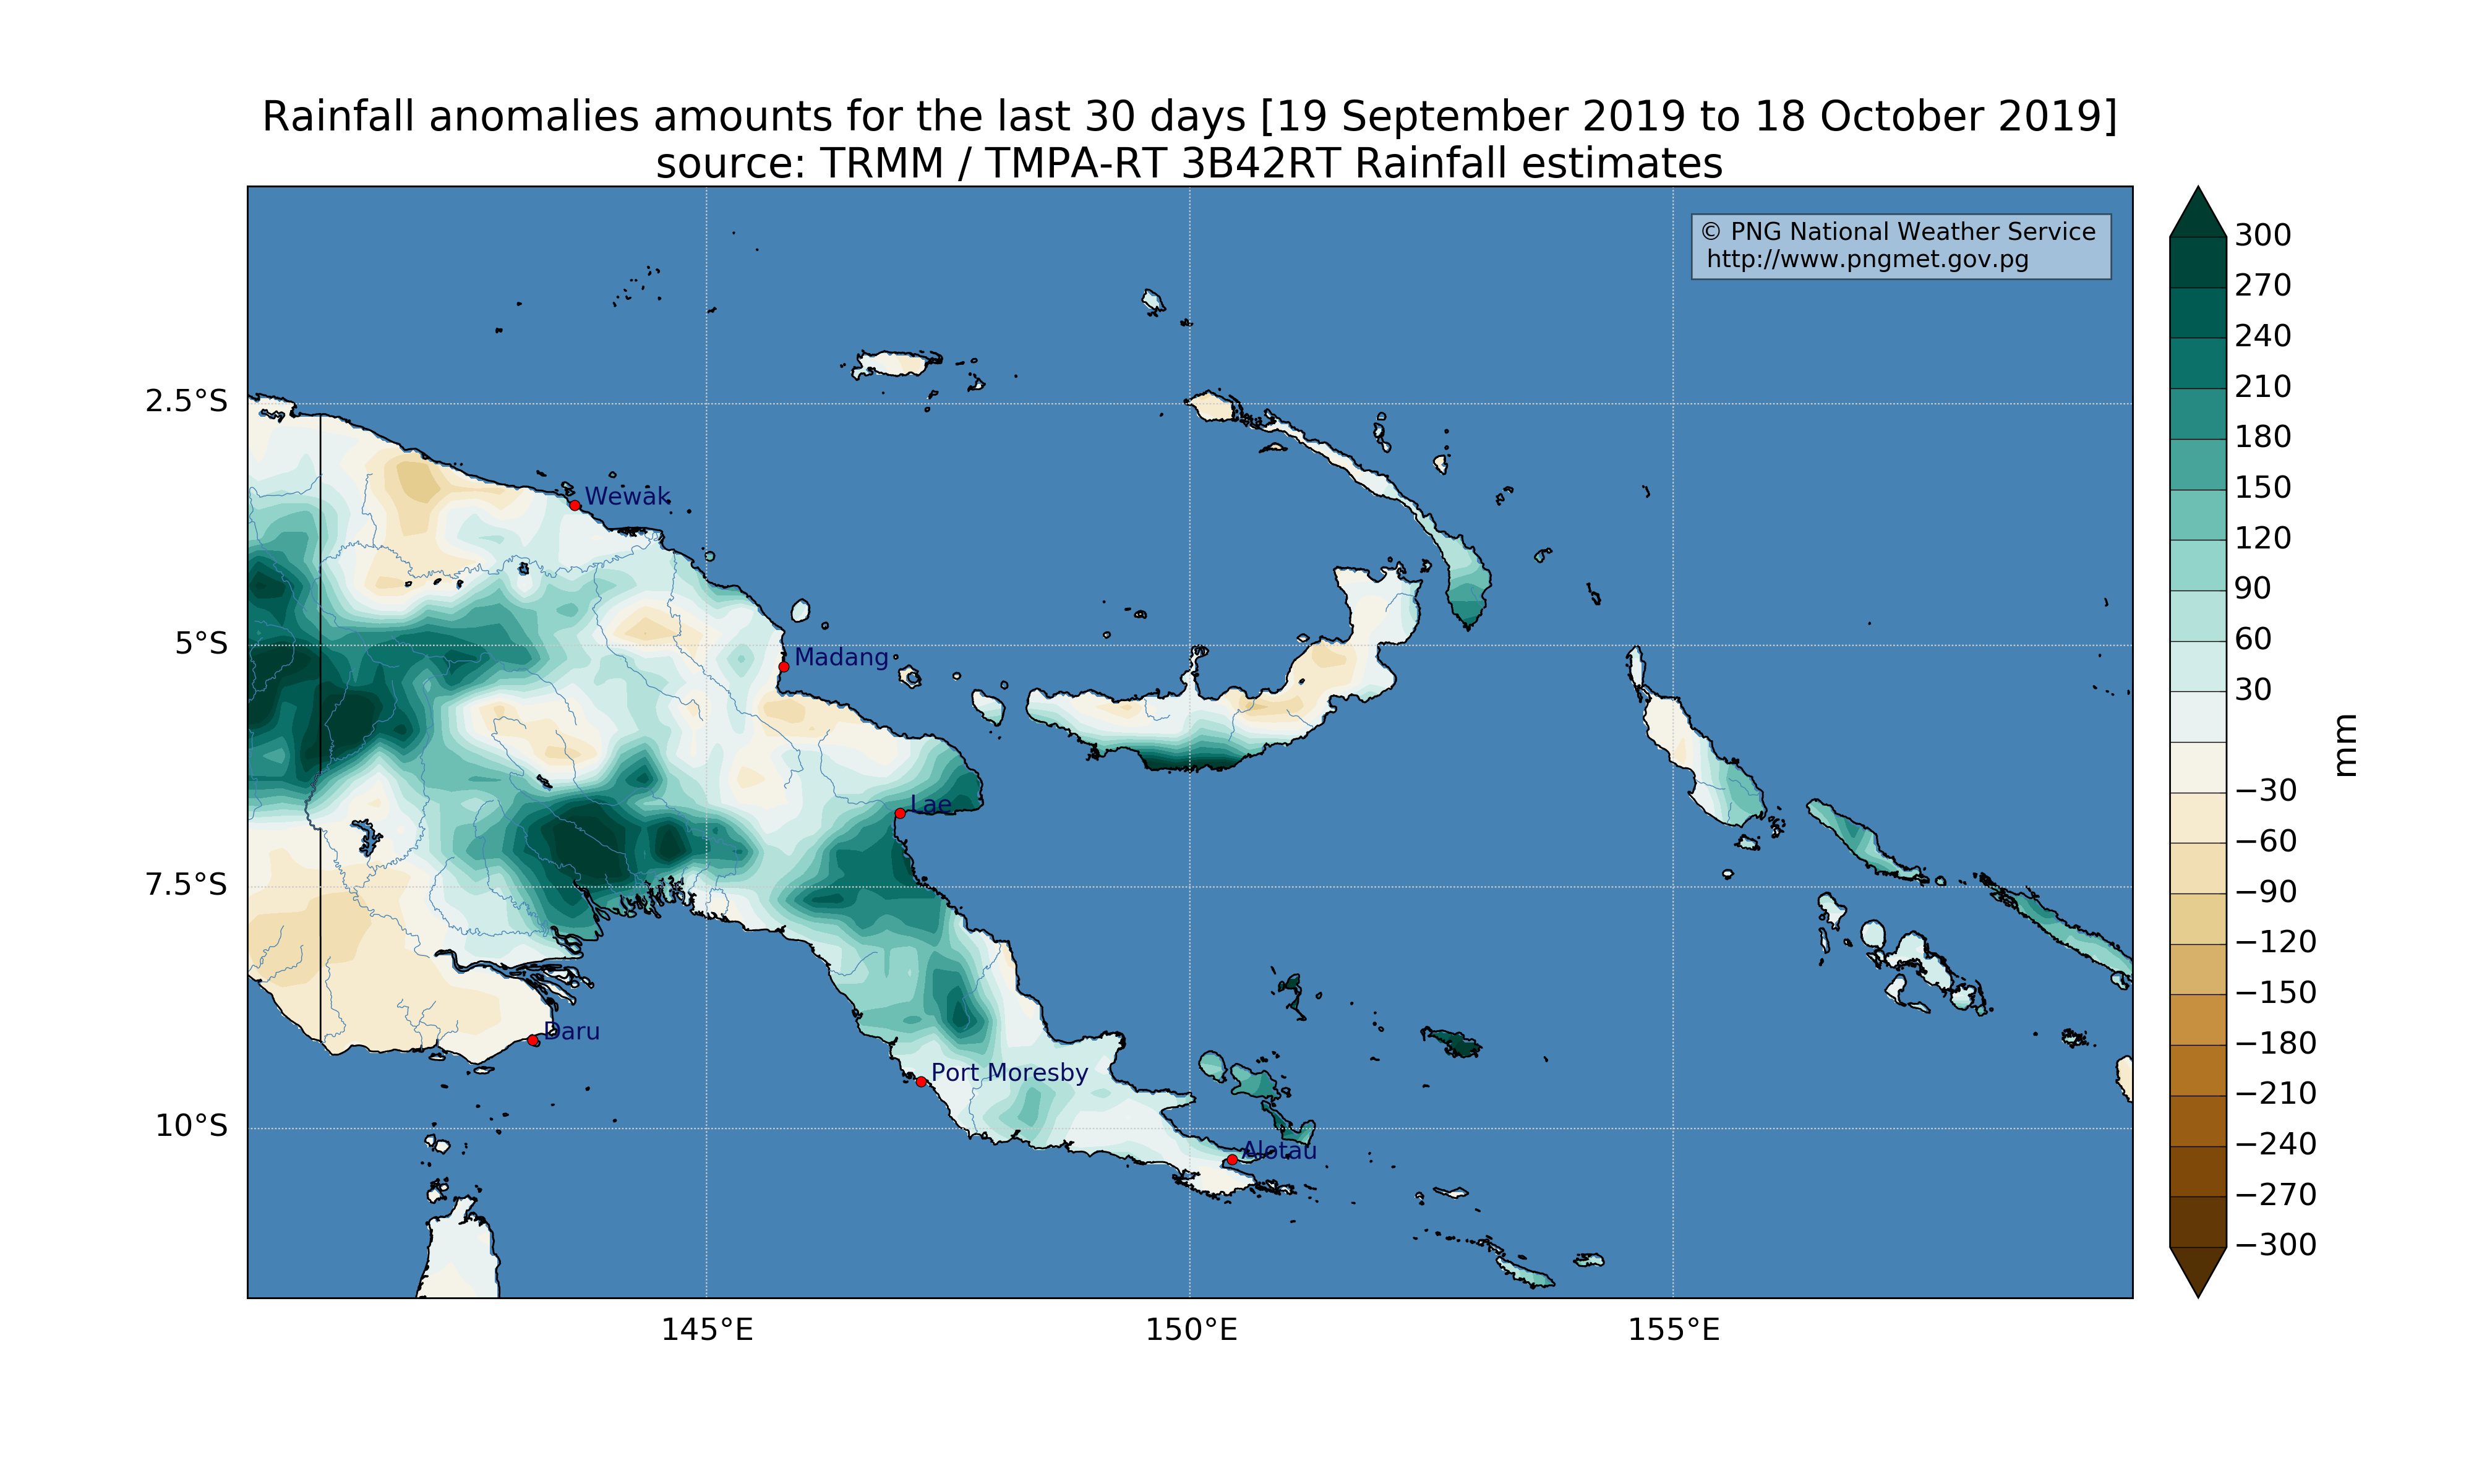 Rainfall anomalies amounts for the last 30 days [19 September 2019 to 18 October 2019]
source: TRMM / TMPA-RT 3B42RT Rainfall estimates
© PNG National Weather Service
http://www.pngmet.gov.pg
2.5°S
5°S
7.5°S
10°S
Wewak
Madang
Lae
Daru
Port Moresby
Alotau
145°E
150°E
155°E
300
270
240
210
180
150
120
90
60
30
−30
−60
−90
−120
−150
−180
−210
−240
−270
−300
mm